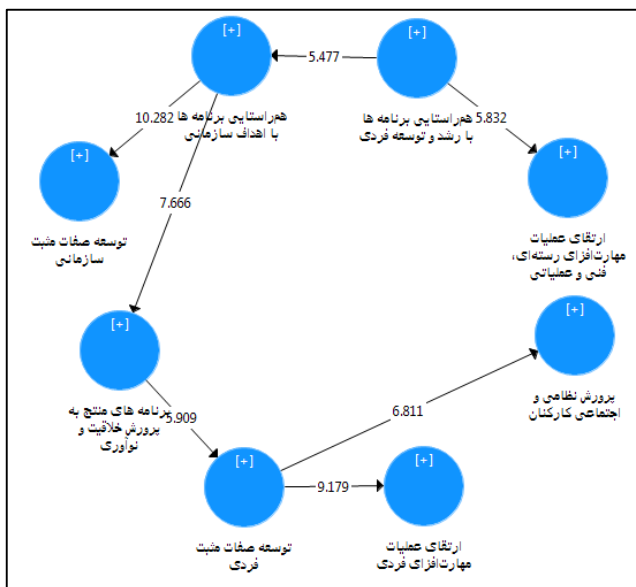 [+]
[+]
5.477
هم‌راستایی برنامه ها
با رشد و توسعه فردی
هم‌راستایی برنامه ها
با اهداف سازمانی
5.832
10.282
[+]
[+]
ارتقای عملیات
مهارت‌افزای رسته‌ای،
فنی و عملیاتی
توسعه صفات مثبت
سازمانی
7.666
[+]
[+]
پرورش نظامی و
اجتماعی کارکنان
برنامه های منتج به
پرورش خلاقیت و
نوآوری
5.909
6.811
[+]
[+]
9.179
ارتقای عملیات
مهارت‌افزای فردی
توسعه صفات مثبت
فردی